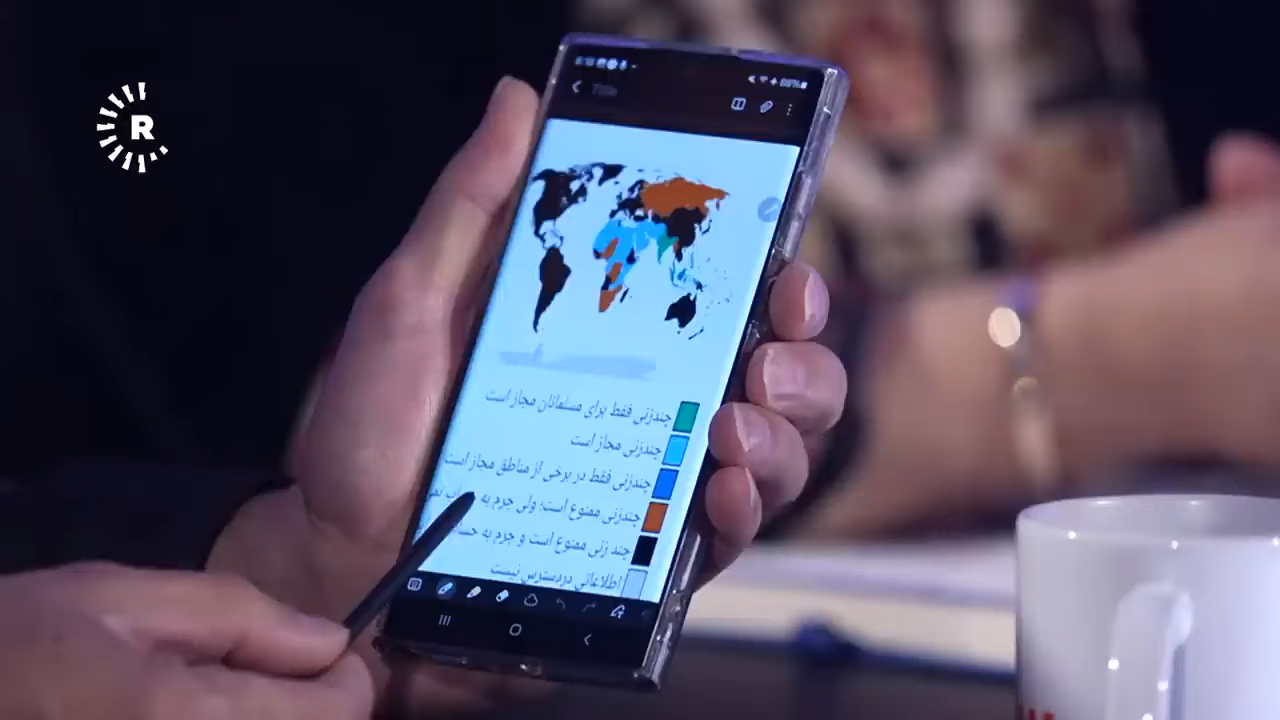 R
Title
چندزنی فقط برای مسلمانان مجاز است
چندزنی مجاز است
چندزنی فقط در برخی از مناطق مجاز است
چندزنی ممنوع است؛ ولی جرم به
چند زنی ممنوع است و جرم به
اطلاعاتی دردسترس نیست